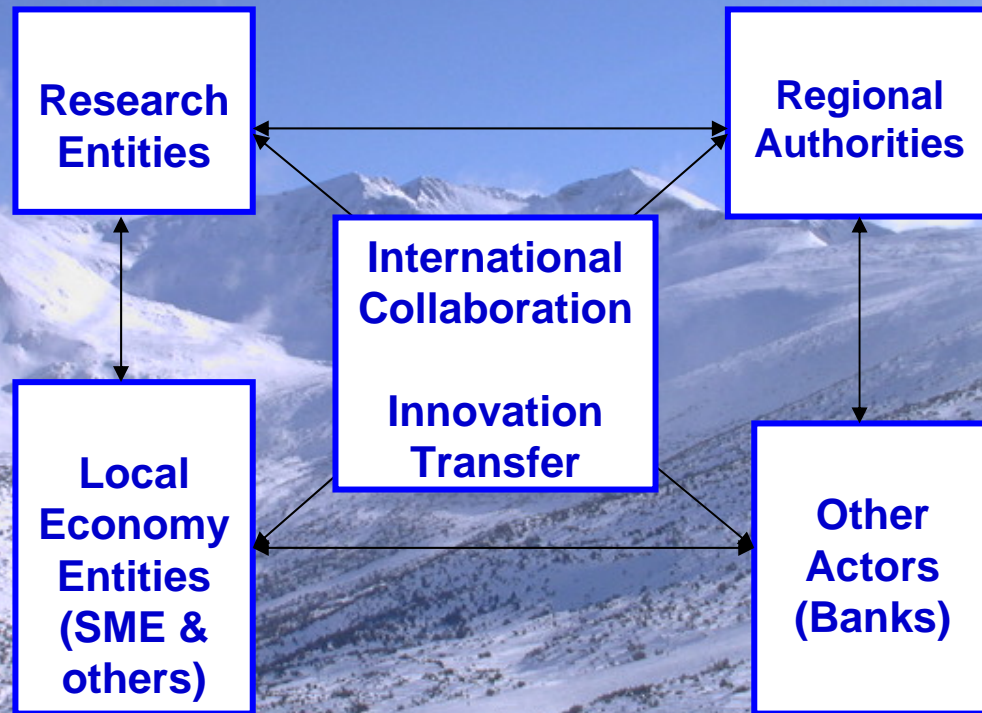 Research
Entities
Regional
Authorities
International
Collaboration
Innovation
Transfer
Local
Economy
Entities
(SME &
others)
Other
Actors
(Banks)